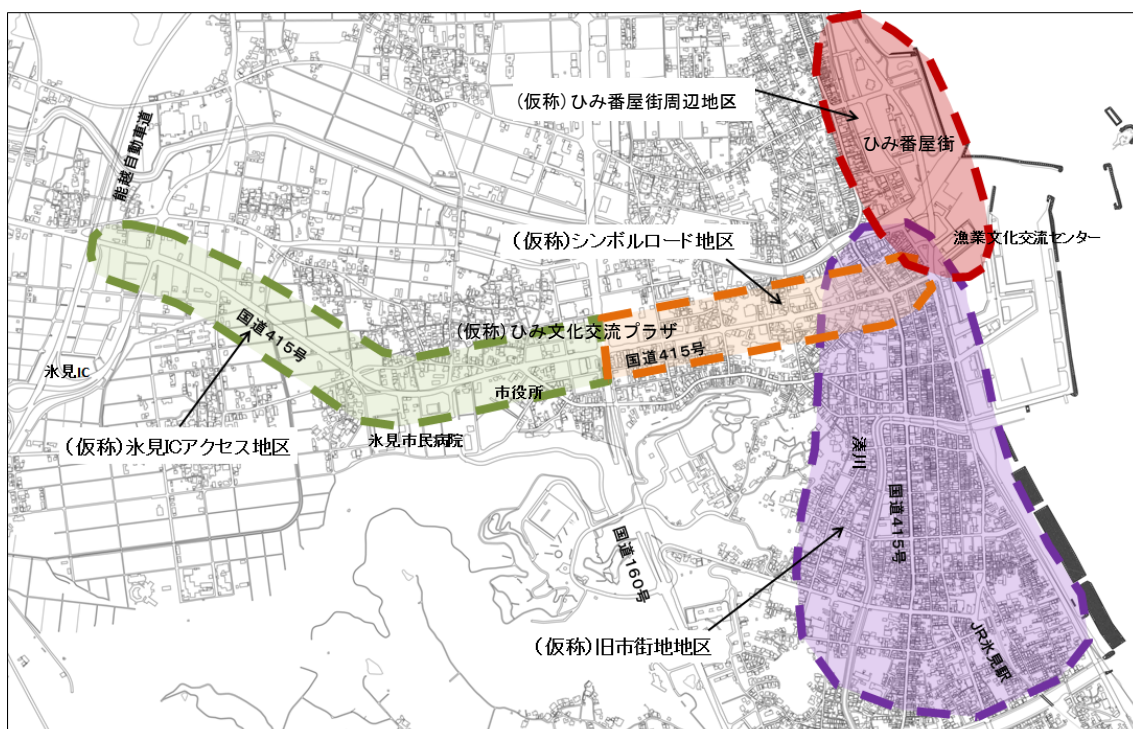 (仮称)ひみ番屋街周辺地区
ひみ番屋街
能越自動車道
(仮称)シンボルロード地区
漁業文化交流センター
国道415号
(仮称)ひみ文化交流プラザ
国道415号
氷見IC
市役所
(仮称)氷見ICアクセス地区
氷見市民病院
湊川
国道415号
国道160号
(仮称)旧市街地地区
JR氷見駅